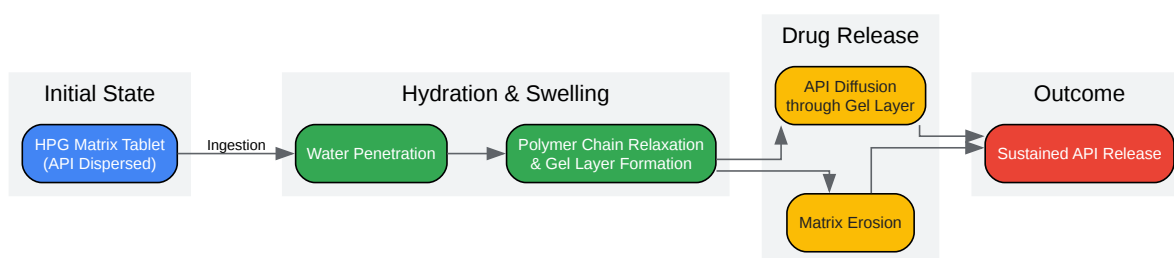 Initial State
HPG Matrix Tablet
(API Dispersed)
Ingestion
Hydration & Swelling
Water Penetration
Polymer Chain Relaxation
& Gel Layer Formation
Drug Release
API Diffusion
through Gel Layer
Matrix Erosion
Outcome
Sustained API Release